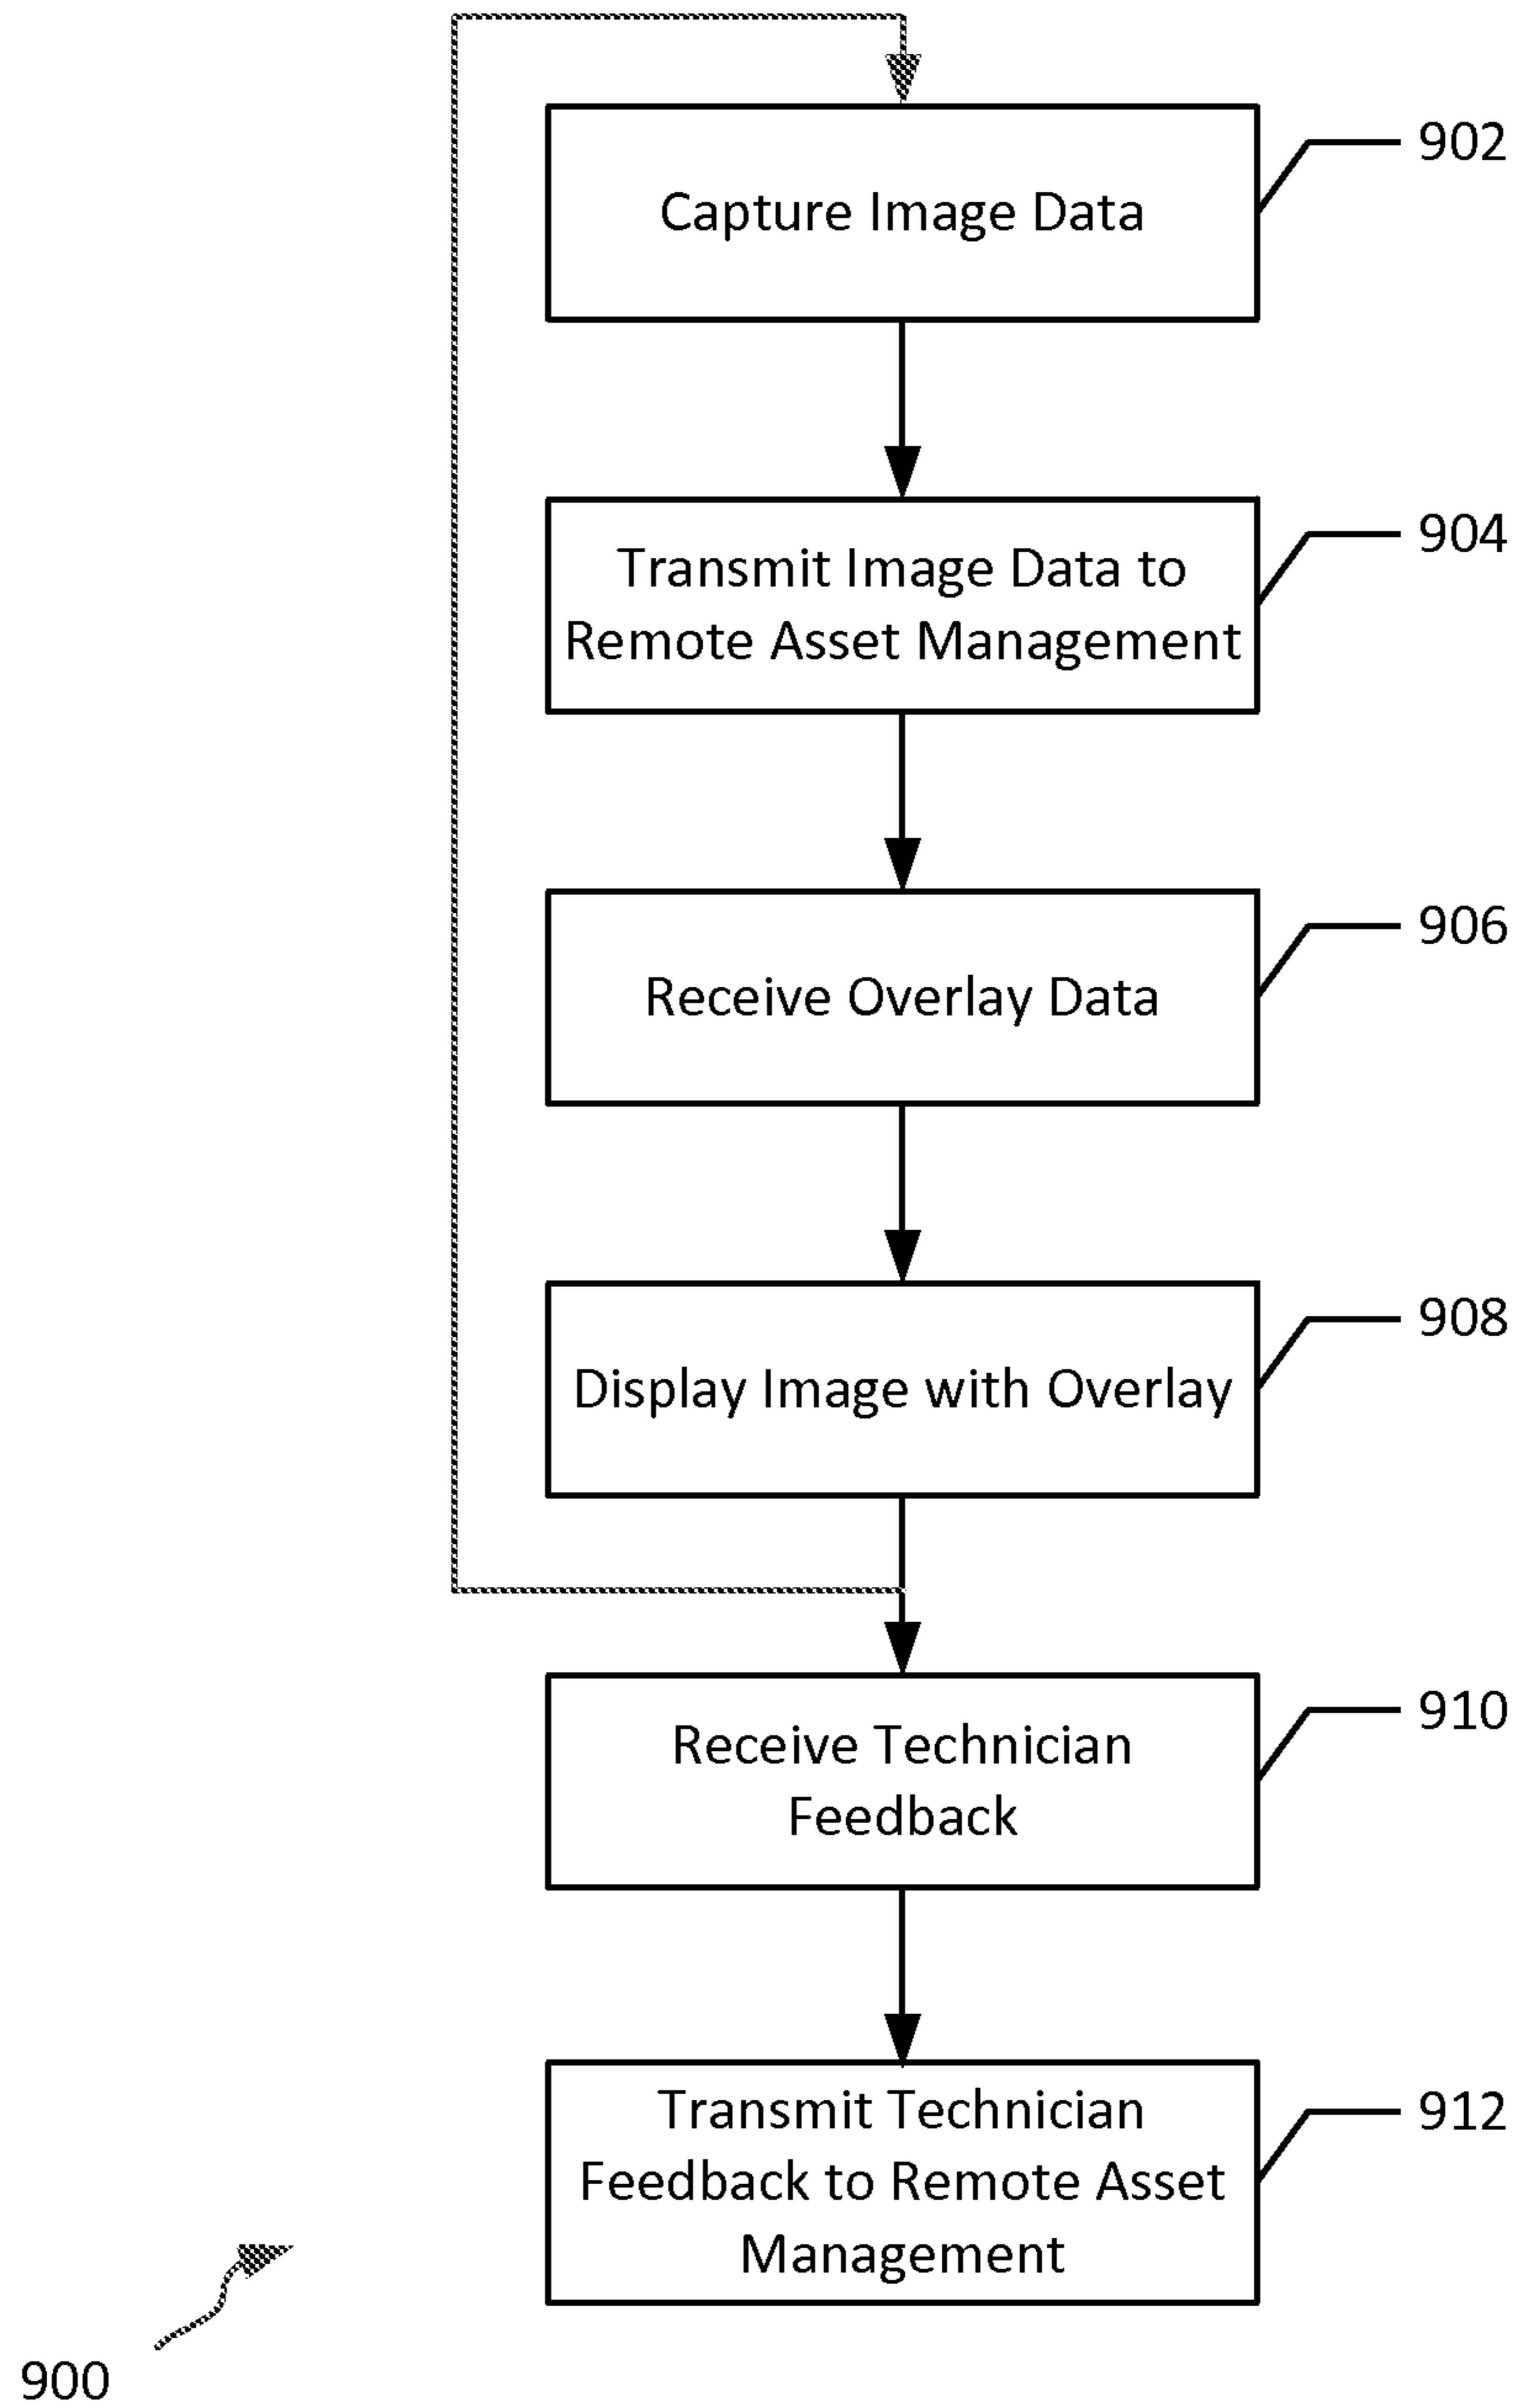 Capture Image Data
902
Transmit Image Data to
Remote Asset Management
904
Receive Overlay Data
906
Display Image with Overlay
908
Receive Technician
Feedback
910
Transmit Technician
Feedback to Remote Asset
Management
912
900